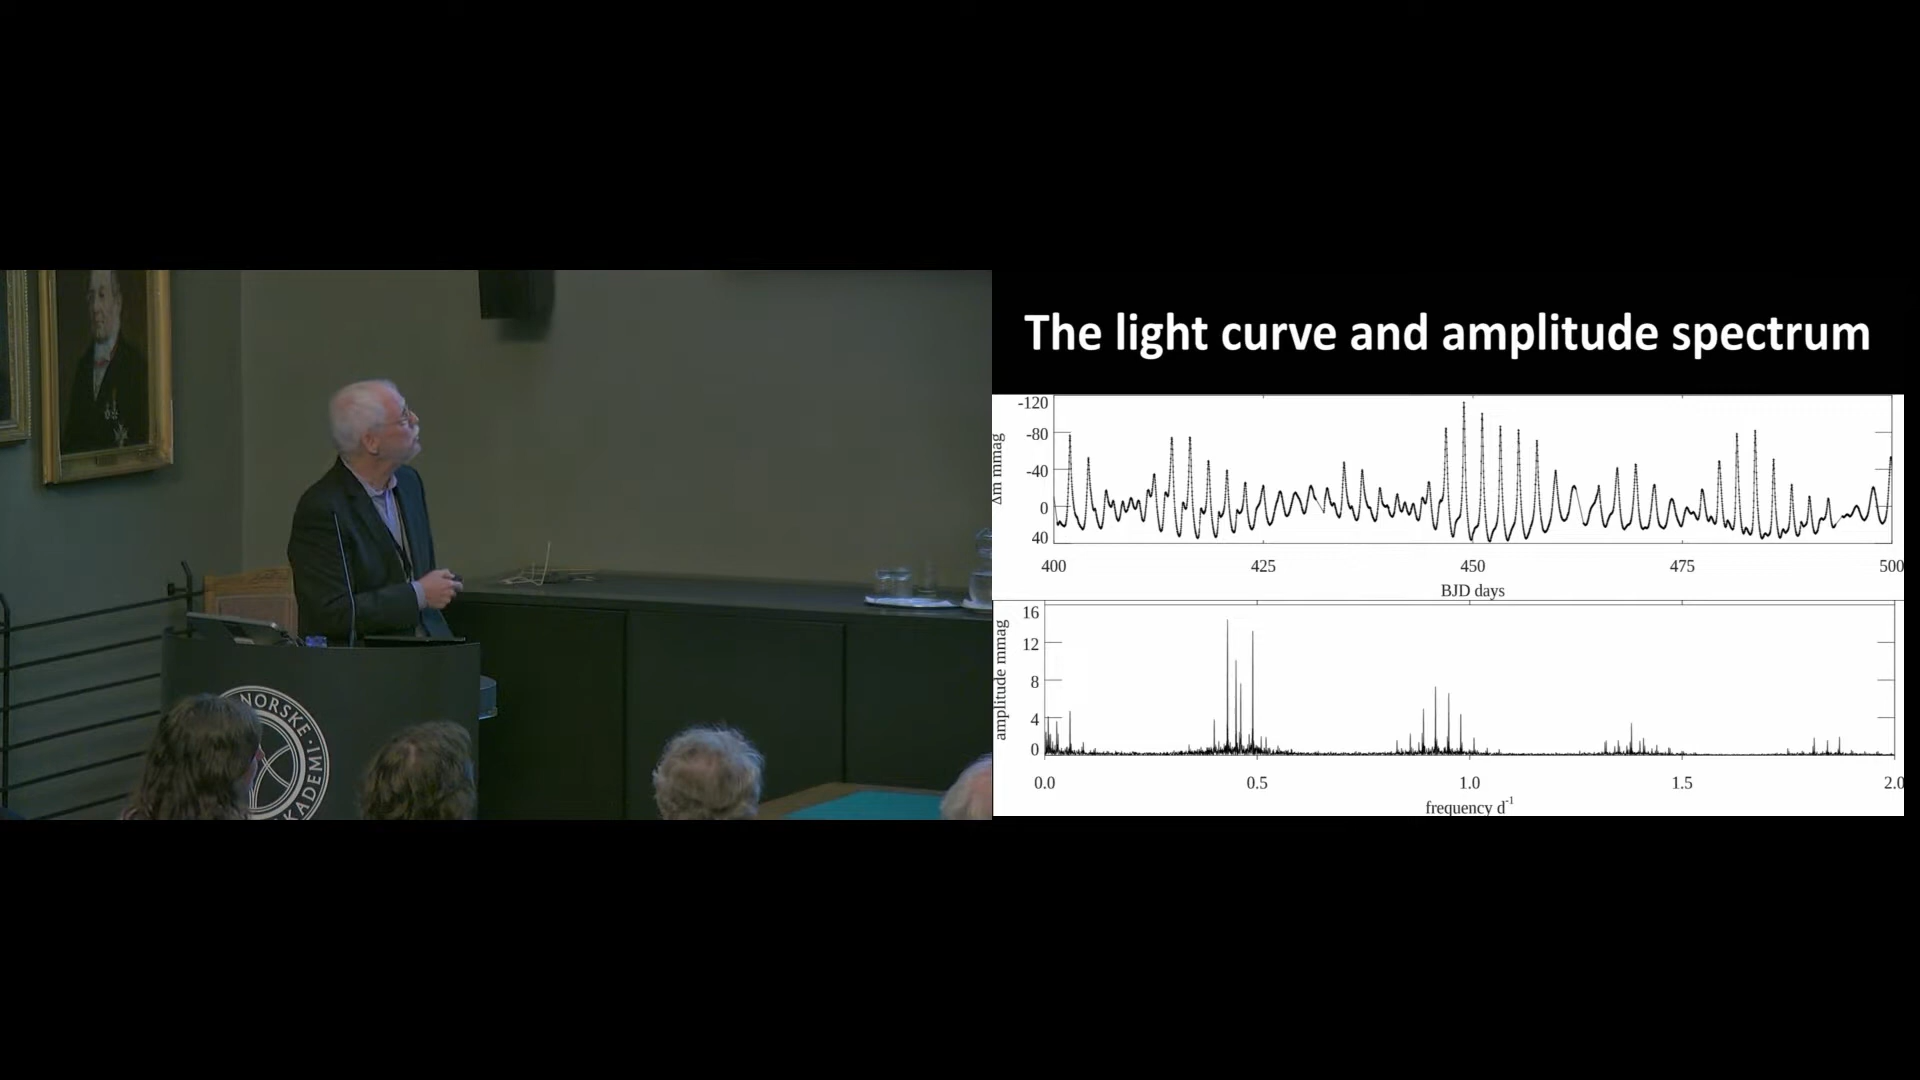 The light curve and amplitude spectrum
-120
-80
-40
0
40
Δm mmag
400 425 450 475 500
BJD days
16
12
8
4
0
amplitude mmag
0.0 0.5 1.0 1.5 2.0
frequency d⁻¹
NORSKE · I
AKADEMI